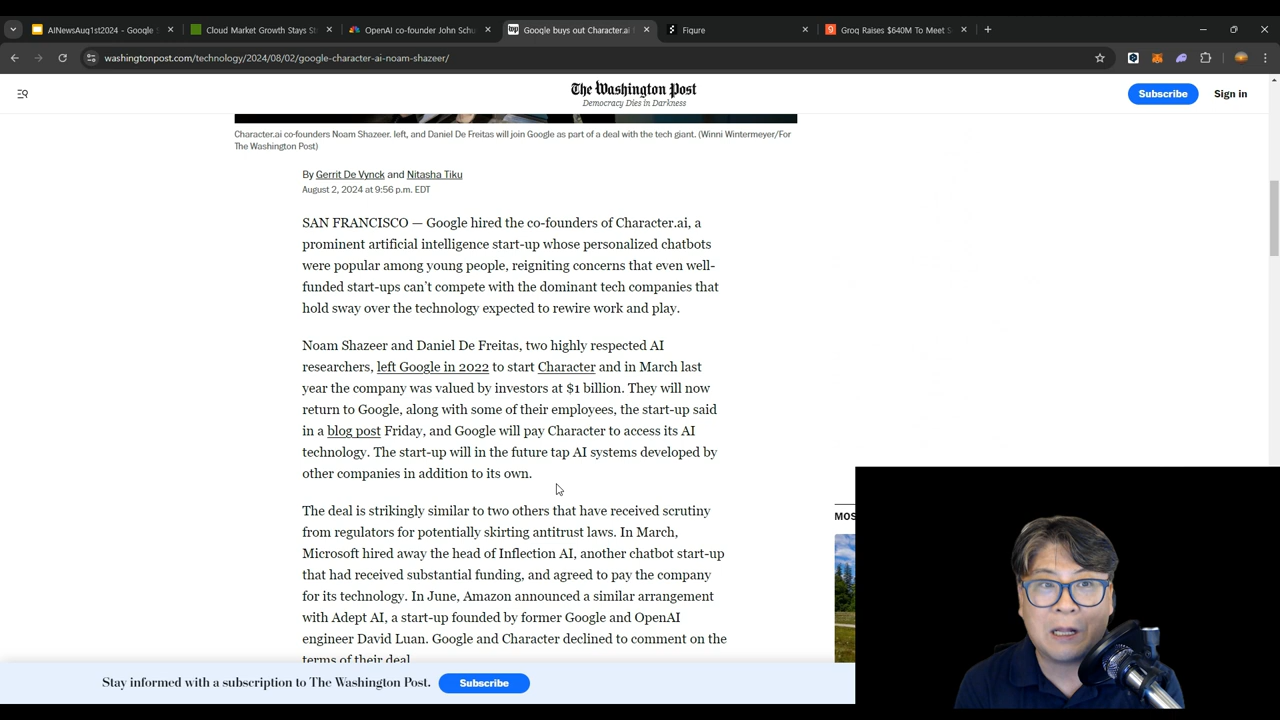 AINewsAug1st2024 - Google S
Cloud Market Growth Stays St
OpenAI co-founder John Schu
Google buys out Character.ai f
Figure
Groq Raises $640M To Meet S
washingtonpost.com/technology/2024/08/02/google-character-ai-noam-shazeer/
The Washington Post
Democracy Dies in Darkness
Subscribe
Sign in
Character.ai co-founders Noam Shazeer, left, and Daniel De Freitas will join Google as part of a deal with the tech giant. (Winni Wintermeyer/For
The Washington Post)
By Gerrit De Vynck and Nitasha Tiku
August 2, 2024 at 9:56 p.m. EDT
SAN FRANCISCO — Google hired the co-founders of Character.ai, a
prominent artificial intelligence start-up whose personalized chatbots
were popular among young people, reigniting concerns that even well-
funded start-ups can’t compete with the dominant tech companies that
hold sway over the technology expected to rewire work and play.
Noam Shazeer and Daniel De Freitas, two highly respected AI
researchers, left Google in 2022 to start Character and in March last
year the company was valued by investors at $1 billion. They will now
return to Google, along with some of their employees, the start-up said
in a blog post Friday, and Google will pay Character to access its AI
technology. The start-up will in the future tap AI systems developed by
other companies in addition to its own.
The deal is strikingly similar to two others that have received scrutiny
from regulators for potentially skirting antitrust laws. In March,
Microsoft hired away the head of Inflection AI, another chatbot start-up
that had received substantial funding, and agreed to pay the company
for its technology. In June, Amazon announced a similar arrangement
with Adept AI, a start-up founded by former Google and OpenAI
engineer David Luan. Google and Character declined to comment on the
terms of their deal.
MOS
Stay informed with a subscription to The Washington Post.
Subscribe